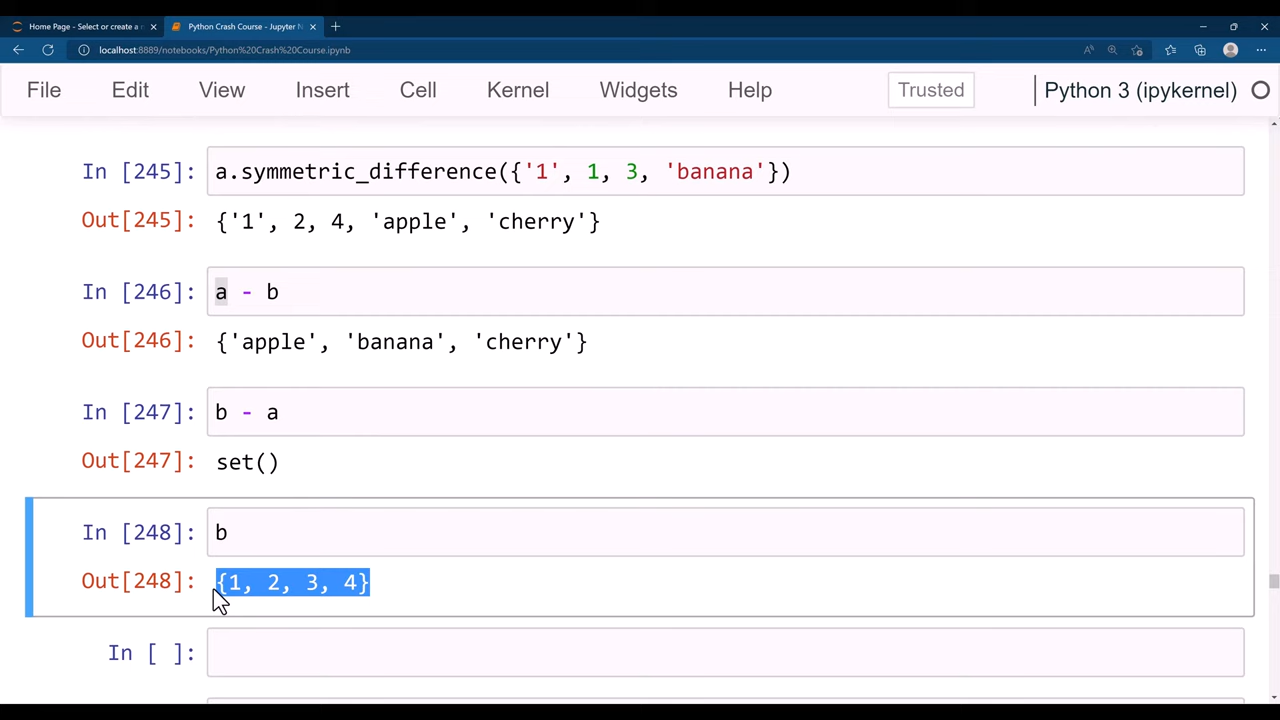 Home Page - Select or create a n
Python Crash Course - Jupyter N
localhost:8889/notebooks/Python%20Crash%20Course.ipynb
File Edit View Insert Cell Kernel Widgets Help Trusted Python 3 (ipykernel)
In [245]: a.symmetric_difference({'1', 1, 3, 'banana'})
Out[245]: {'1', 2, 4, 'apple', 'cherry'}
In [246]: a - b
Out[246]: {'apple', 'banana', 'cherry'}
In [247]: b - a
Out[247]: set()
In [248]: b
Out[248]: {1, 2, 3, 4}
In [ ]: